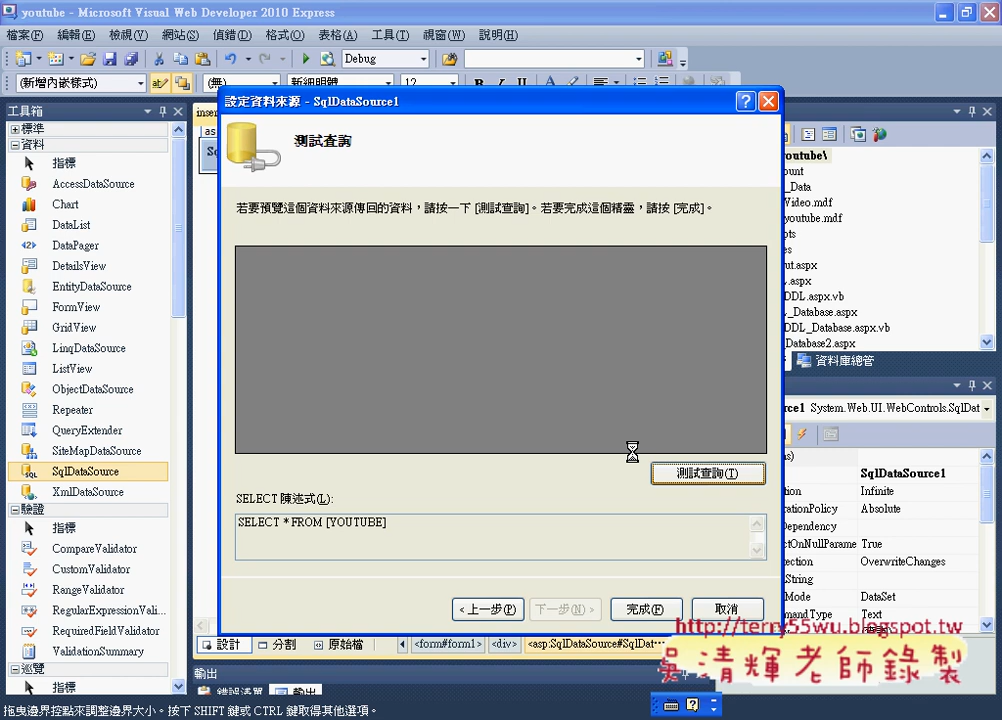 youtube - Microsoft Visual Web Developer 2010 Express
檔案(F) 編輯(E) 檢視(V) 網站(S) 偵錯(D) 格式(O) 表格(A) 工具(T) 視窗(W) 說明(H)
Debug
(新增內嵌樣式) (無) 新細明體 12 B I U A
工具箱
標準
資料
指標
AccessDataSource
Chart
DataList
DataPager
DetailsView
EntityDataSource
FormView
GridView
LinqDataSource
ListView
ObjectDataSource
Repeater
QueryExtender
SiteMapDataSource
SqlDataSource
XmlDataSource
驗證
指標
CompareValidator
CustomValidator
RangeValidator
RegularExpressionVali...
RequiredFieldValidator
ValidationSummary
巡覽
指標
設定資料來源 - SqlDataSource1
測試查詢
若要預覽這個資料來源傳回的資料，請按一下 [測試查詢]。若要完成這個精靈，請按 [完成]。
測試查詢(T)
SELECT 陳述式(L):
SELECT * FROM [YOUTUBE]
< 上一步(P) 下一步(N) > 完成(F) 取消
outube\
ount
_Data
Video.mdf
youtube.mdf
pts
es
ut.aspx
.aspx
DDL.aspx.vb
_Database.aspx
DDL_Database.aspx.vb
_Database2.aspx
資料庫總管
rce1 System.Web.UI.WebControls.SqlDat
SqlDataSource1
tion Infinite
rationPolicy Absolute
Dependency
ctOnNullParame True
ection OverwriteChanges
String
Mode DataSet
mandType Text
設計 分割 原始檔 <form#form1> <div> <asp:SqlDataSource#SqlDat
http://terry55wu.blogspot.tw
吳清輝老師錄製
輸出
錯誤清單 輸出
拖曳邊界控點來調整邊界大小。按下 SHIFT 鍵或 CTRL 鍵取得其他選項。